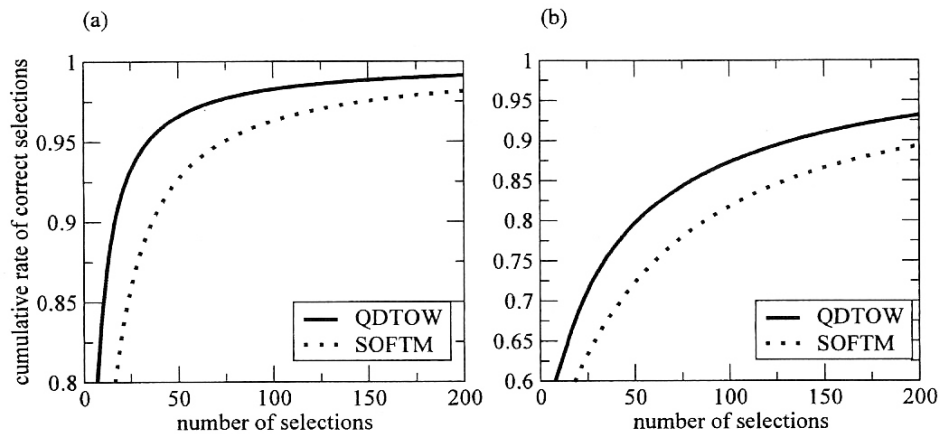 (a)
cumulative rate of correct selections
1
0.95
0.9
0.85
0.8
0 50 100 150 200
number of selections
QDTOW
SOFTM
(b)
1
0.95
0.9
0.85
0.8
0.75
0.7
0.65
0.6
0 50 100 150 200
number of selections
QDTOW
SOFTM